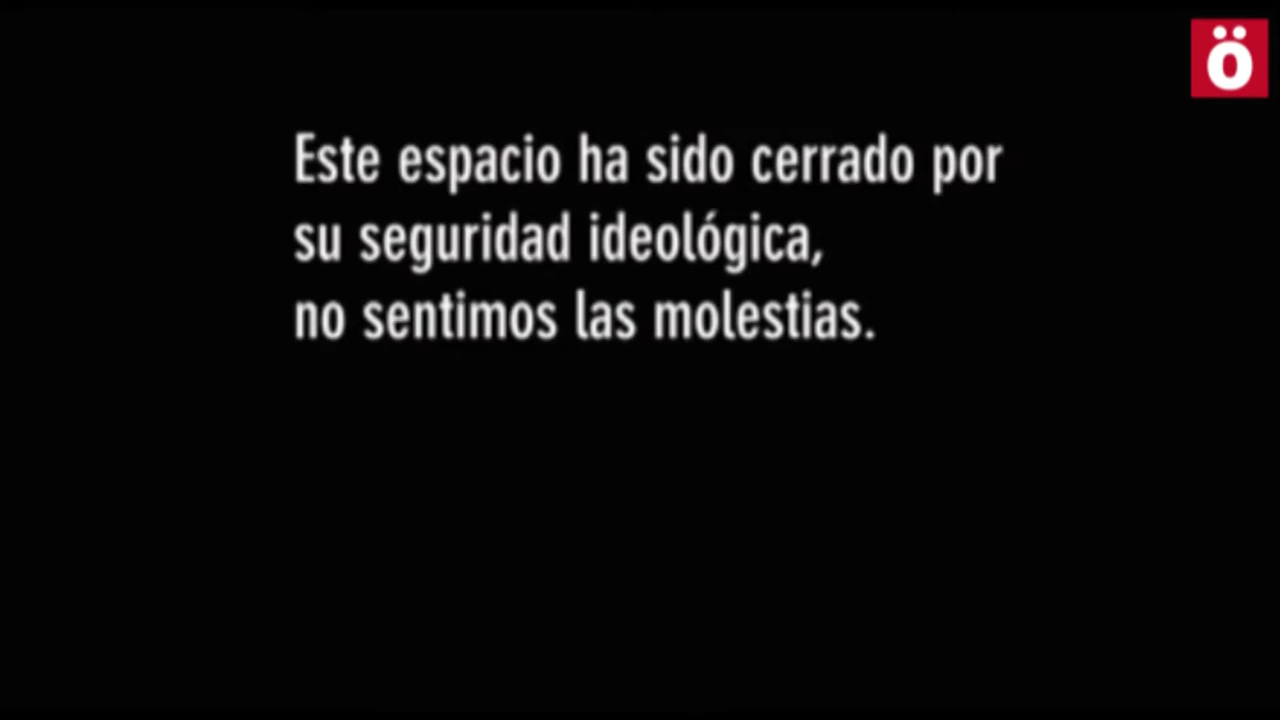 ö
Este espacio ha sido cerrado por
su seguridad ideológica,
no sentimos las molestias.